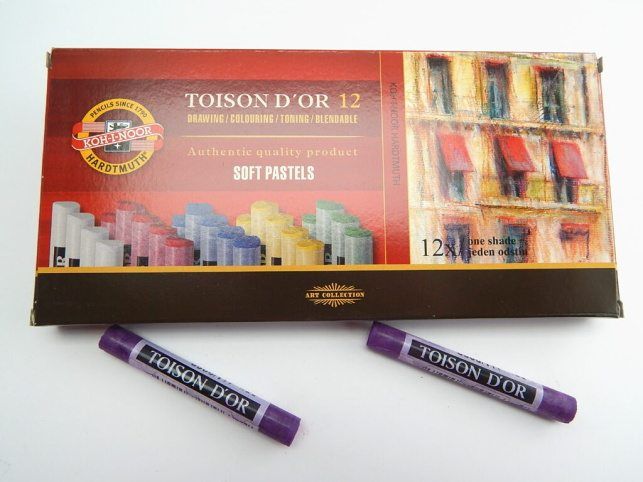 PENCILS SINCE 1790
KOH-I-NOOR
HARDTMUTH
TOISON D'OR 12
DRAWING / COLOURING / TONING / BLENDABLE
Authentic quality product
SOFT PASTELS
KOH-I-NOOR HARDTMUTH
12x
one shade
jeden odstín
ART COLLECTION
TOISON D'OR
TOISON D'OR